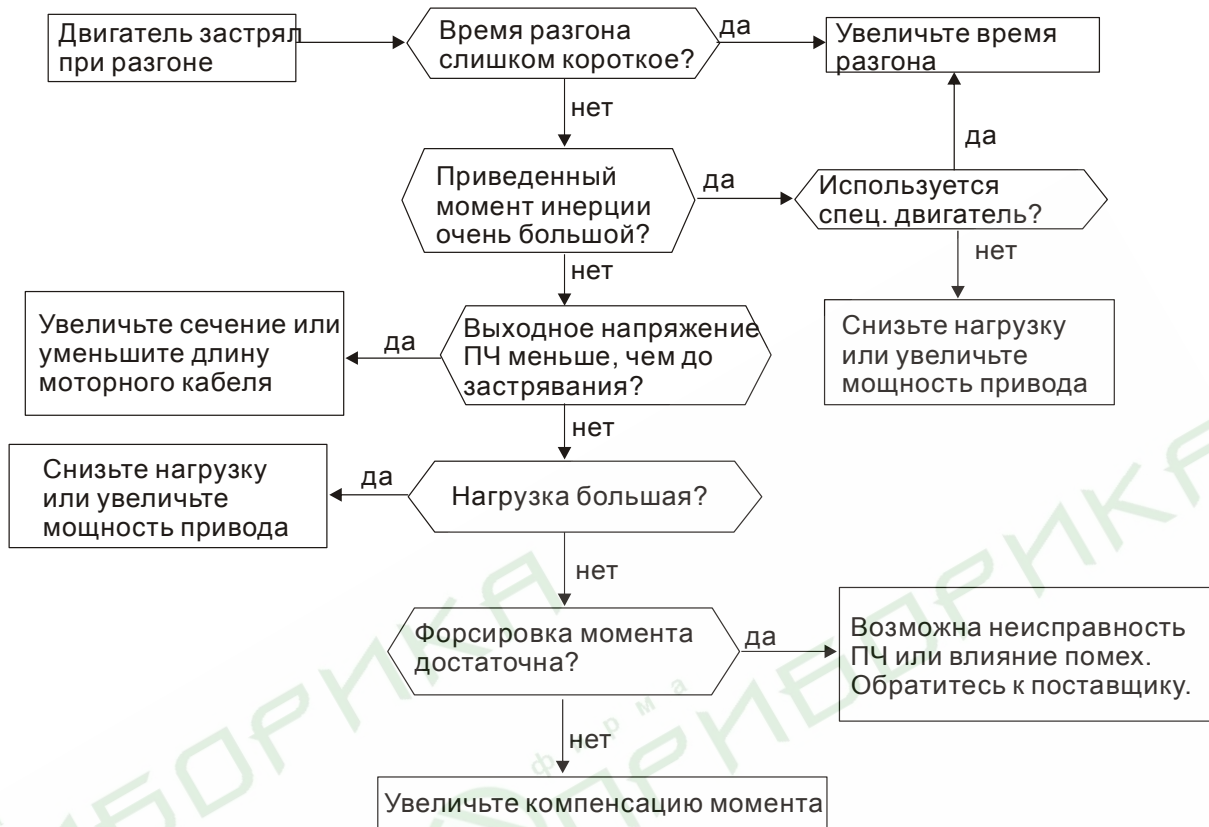 Двигатель застрял
при разгоне
Время разгона
слишком короткое?
да
Увеличьте время
разгона
нет
да
Приведенный
момент инерции
очень большой?
да
Используется
спец. двигатель?
нет
нет
Увеличьте сечение или
уменьшите длину
моторного кабеля
да
Выходное напряжение
ПЧ меньше, чем до
застрявания?
Снизьте нагрузку
или увеличьте
мощность привода
нет
Снизьте нагрузку
или увеличьте
мощность привода
да
Нагрузка большая?
нет
Форсировка момента
достаточна?
да
Возможна неисправность
ПЧ или влияние помех.
Обратитесь к поставщику.
нет
Увеличьте компенсацию момента
фирма
ПРИБОРИКА